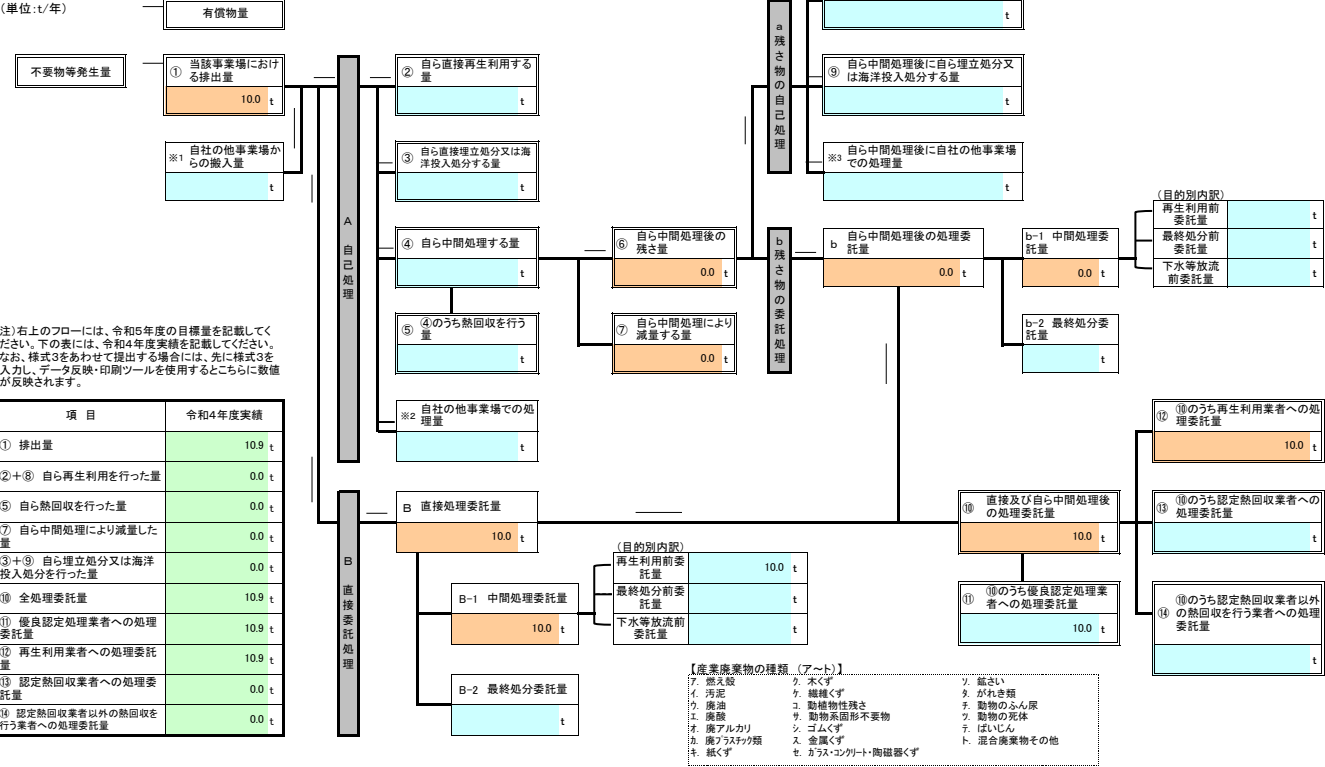 (単位:t/年)
有償物量
t
不要物等発生量
① 当該事業場におけ
る排出量
10.0 t
※1 自社の他事業場か
らの搬入量
t
A 自己処理
② 自ら直接再生利用する
量
t
③ 自ら直接埋立処分又は海
洋投入処分する量
t
④ 自ら中間処理する量
t
⑤ ④のうち熱回収を行う
量
t
※2 自社の他事業場での処
理量
t
⑥ 自ら中間処理後の
残さ量
0.0 t
⑦ 自ら中間処理により
減量する量
0.0 t
a 残さ物の自己処理
⑨ 自ら中間処理後に自ら埋立処分又
は海洋投入処分する量
t
※3 自ら中間処理後に自社の他事業場
での処理量
t
b 残さ物の委託処理
b 自ら中間処理後の処理委
託量
0.0 t
b-1 中間処理委
託量
0.0 t
b-2 最終処分委
託量
t
(目的別内訳)
再生利用前
委託量
t
最終処分前
委託量
t
下水等放流
前委託量
t
注)右上のフローには、令和5年度の目標量を記載してく
ださい。下の表には、令和4年度実績を記載してください。
なお、様式3をあわせて提出する場合には、先に様式3を
入力し、データ反映・印刷ツールを使用するとこちらに数値
が反映されます。
項 目 令和4年度実績
① 排出量 10.9 t
②+⑧ 自ら再生利用を行った量 0.0 t
⑤ 自ら熱回収を行った量 0.0 t
⑦ 自ら中間処理により減量した
量 0.0 t
③+⑨ 自ら埋立処分又は海洋
投入処分を行った量 0.0 t
⑩ 全処理委託量 10.9 t
⑪ 優良認定処理業者への処理
委託量 10.9 t
⑫ 再生利用業者への処理委託
量 10.9 t
⑬ 認定熱回収業者への処理委
託量 0.0 t
⑭ 認定熱回収業者以外の熱回収を
行う業者への処理委託量 0.0 t
B 直接委託処理
B 直接処理委託量
10.0 t
B-1 中間処理委託量
10.0 t
B-2 最終処分委託量
t
(目的別内訳)
再生利用前委
託量
10.0 t
最終処分前委
託量
t
下水等放流前
委託量
t
⑩ 直接及び自ら中間処理後
の処理委託量
10.0 t
⑪ ⑩のうち優良認定処理業
者への処理委託量
10.0 t
⑫ ⑩のうち再生利用業者への処
理委託量
10.0 t
⑬ ⑩のうち認定熱回収業者への
処理委託量
t
⑭ ⑩のうち認定熱回収業者以外
の熱回収を行う業者への処理
委託量
t
【産業廃棄物の種類 (ア~ト)】
ア. 燃え殻 ク. 木くず ソ. 鉱さい
イ. 汚泥 ケ. 繊維くず タ. がれき類
ウ. 廃油 コ. 動植物性残さ チ. 動物のふん尿
エ. 廃酸 サ. 動物系固形不要物 ツ. 動物の死体
オ. 廃アルカリ シ. ゴムくず テ. ばいじん
カ. 廃プラスチック類 ス. 金属くず ト. 混合廃棄物その他
キ. 紙くず セ. ガラス・コンクリート・陶磁器くず